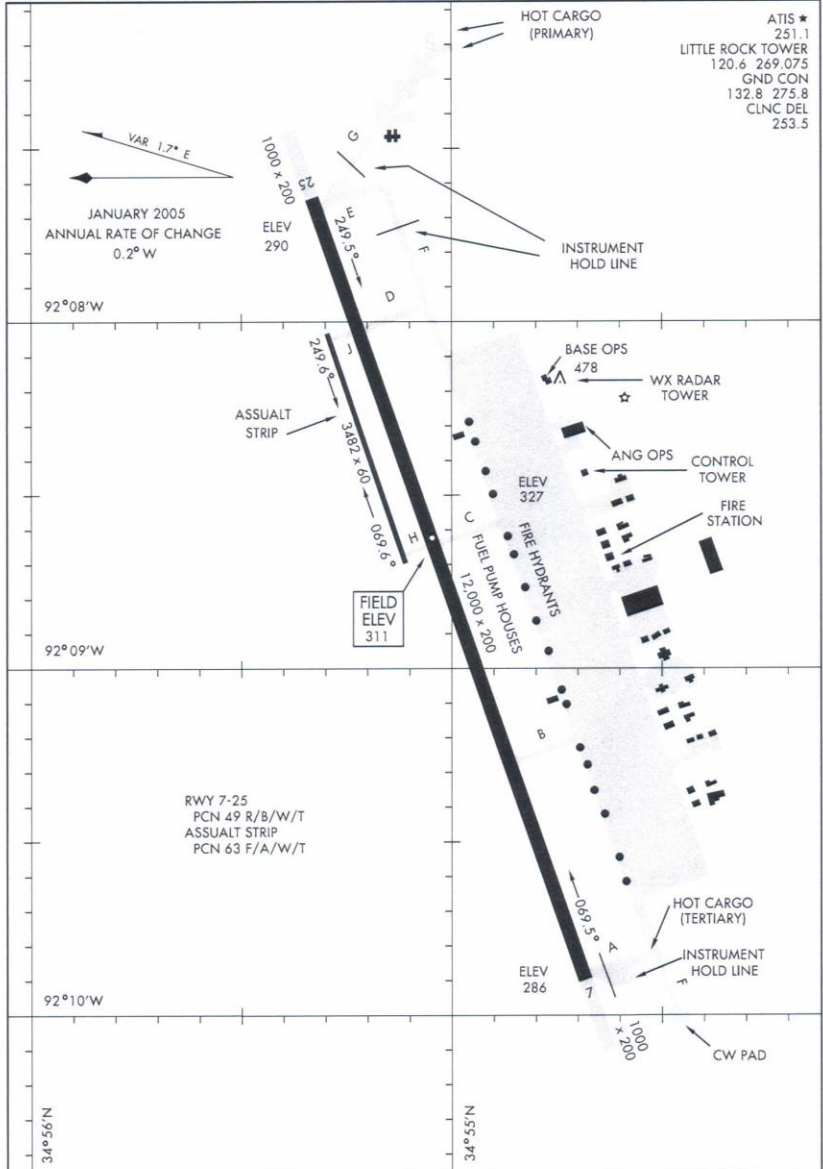 HOT CARGO
(PRIMARY)
ATIS ★
251.1
LITTLE ROCK TOWER
120.6 269.075
GND CON
132.8 275.8
CLNC DEL
253.5
VAR 1.7° E
JANUARY 2005
ANNUAL RATE OF CHANGE
0.2° W
1000 x 200
25
G
ELEV
290
E
249.5°
F
INSTRUMENT
HOLD LINE
D
92°08'W
J
249.6°
BASE OPS
478
WX RADAR
TOWER
ASSUALT
STRIP
3482 x 60
ANG OPS
CONTROL
TOWER
ELEV
327
FIRE
STATION
069.6°
H
C
FUEL PUMP HOUSES
FIRE HYDRANTS
12,000 x 200
FIELD
ELEV
311
92°09'W
B
RWY 7-25
PCN 49 R/B/W/T
ASSUALT STRIP
PCN 63 F/A/W/T
069.5°
A
HOT CARGO
(TERTIARY)
INSTRUMENT
HOLD LINE
F
ELEV
286
7
92°10'W
1000
x 200
CW PAD
34°56'N
34°55'N